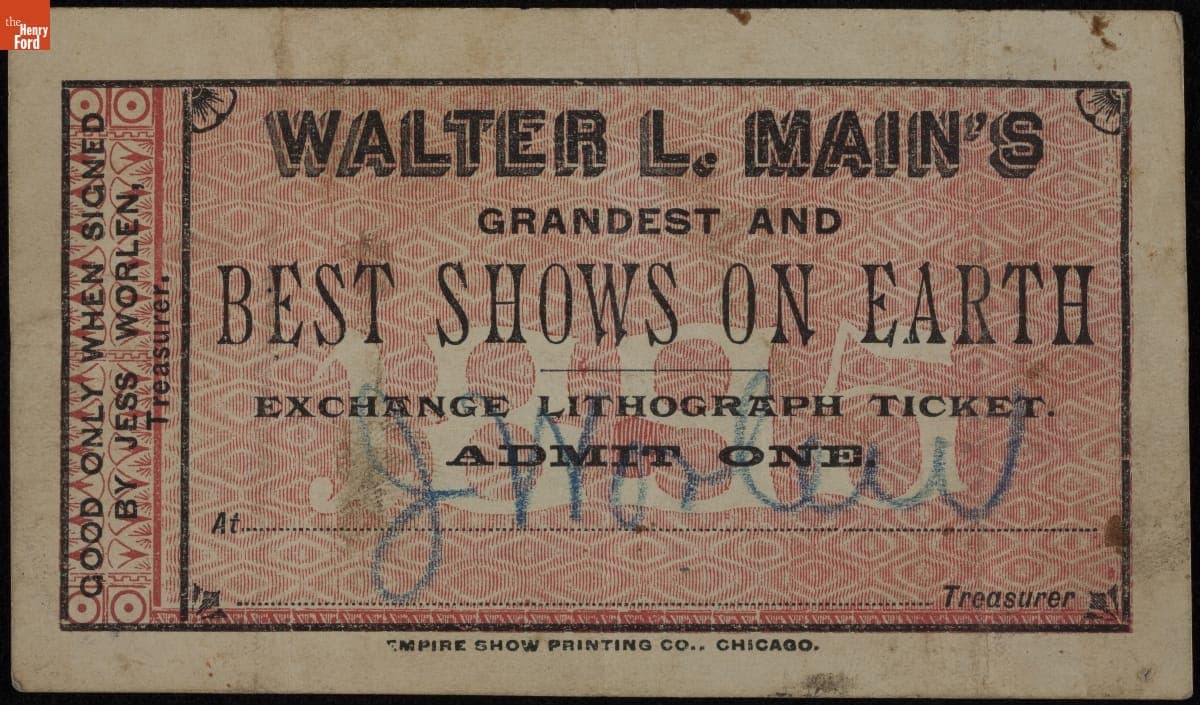 the
Henry
Ford
GOOD ONLY WHEN SIGNED
BY JESS WORLEN,
Treasurer.
WALTER L. MAIN'S
GRANDEST AND
BEST SHOWS ON EARTH
1895
EXCHANGE LITHOGRAPH TICKET.
ADMIT ONE.
J Worlen
At
Treasurer
EMPIRE SHOW PRINTING CO., CHICAGO.